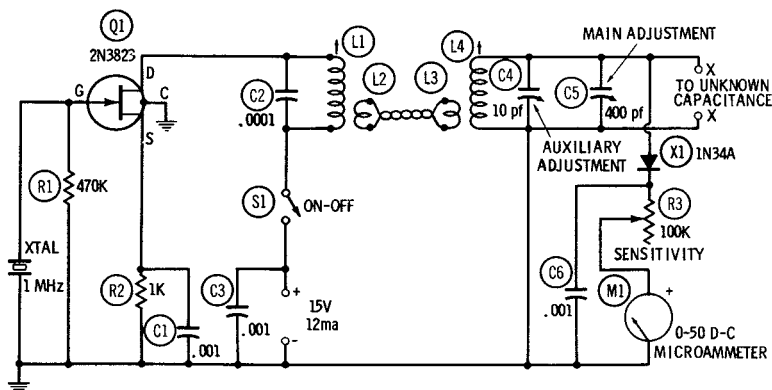 Q1
2N3823
D
G
C
S
R1
470K
XTAL
1 MHz
R2
1K
C1
.001
C2
.0001
S1
ON-OFF
C3
.001
+
15V
12ma
-
L1
L2
L3
L4
C4
10 pf
AUXILIARY
ADJUSTMENT
MAIN ADJUSTMENT
C5
400 pf
X
TO UNKNOWN
CAPACITANCE
X
X1
1N34A
R3
100K
SENSITIVITY
C6
.001
M1
+
0-50 D-C
MICROAMMETER